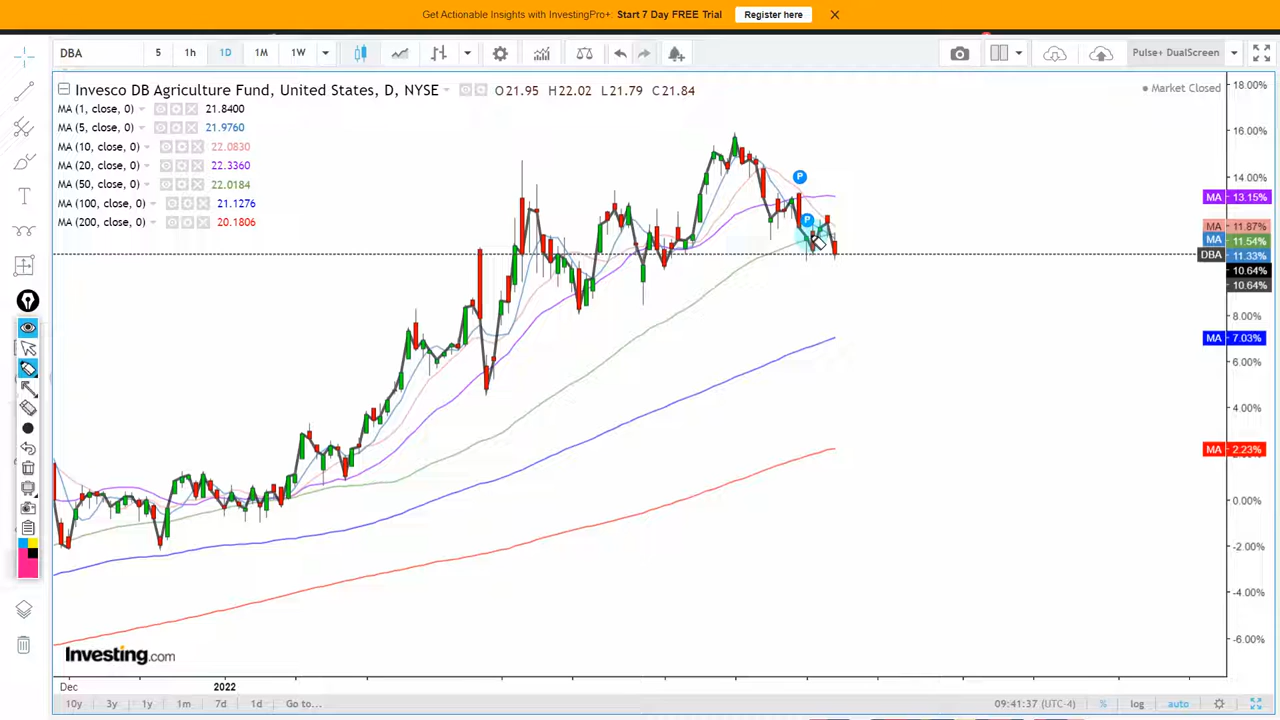 Get Actionable Insights with InvestingPro+: Start 7 Day FREE Trial Register here
DBA 5 1h 1D 1M 1W Pulse+ DualScreen
Invesco DB Agriculture Fund, United States, D, NYSE O21.95 H22.02 L21.79 C21.84 Market Closed
MA (1, close, 0) 21.8400
MA (5, close, 0) 21.9760
MA (10, close, 0) 22.0830
MA (20, close, 0) 22.3360
MA (50, close, 0) 22.0184
MA (100, close, 0) 21.1276
MA (200, close, 0) 20.1806
P
P
18.00%
16.00%
14.00%
MA 13.15%
MA 11.87%
MA 11.54%
DBA 11.33%
10.64%
10.64%
8.00%
MA 7.03%
6.00%
4.00%
MA 2.23%
0.00%
-2.00%
-4.00%
-6.00%
Investing.com
Dec 2022
10y 3y 1y 1m 7d 1d Go to... 09:41:37 (UTC-4) % log auto